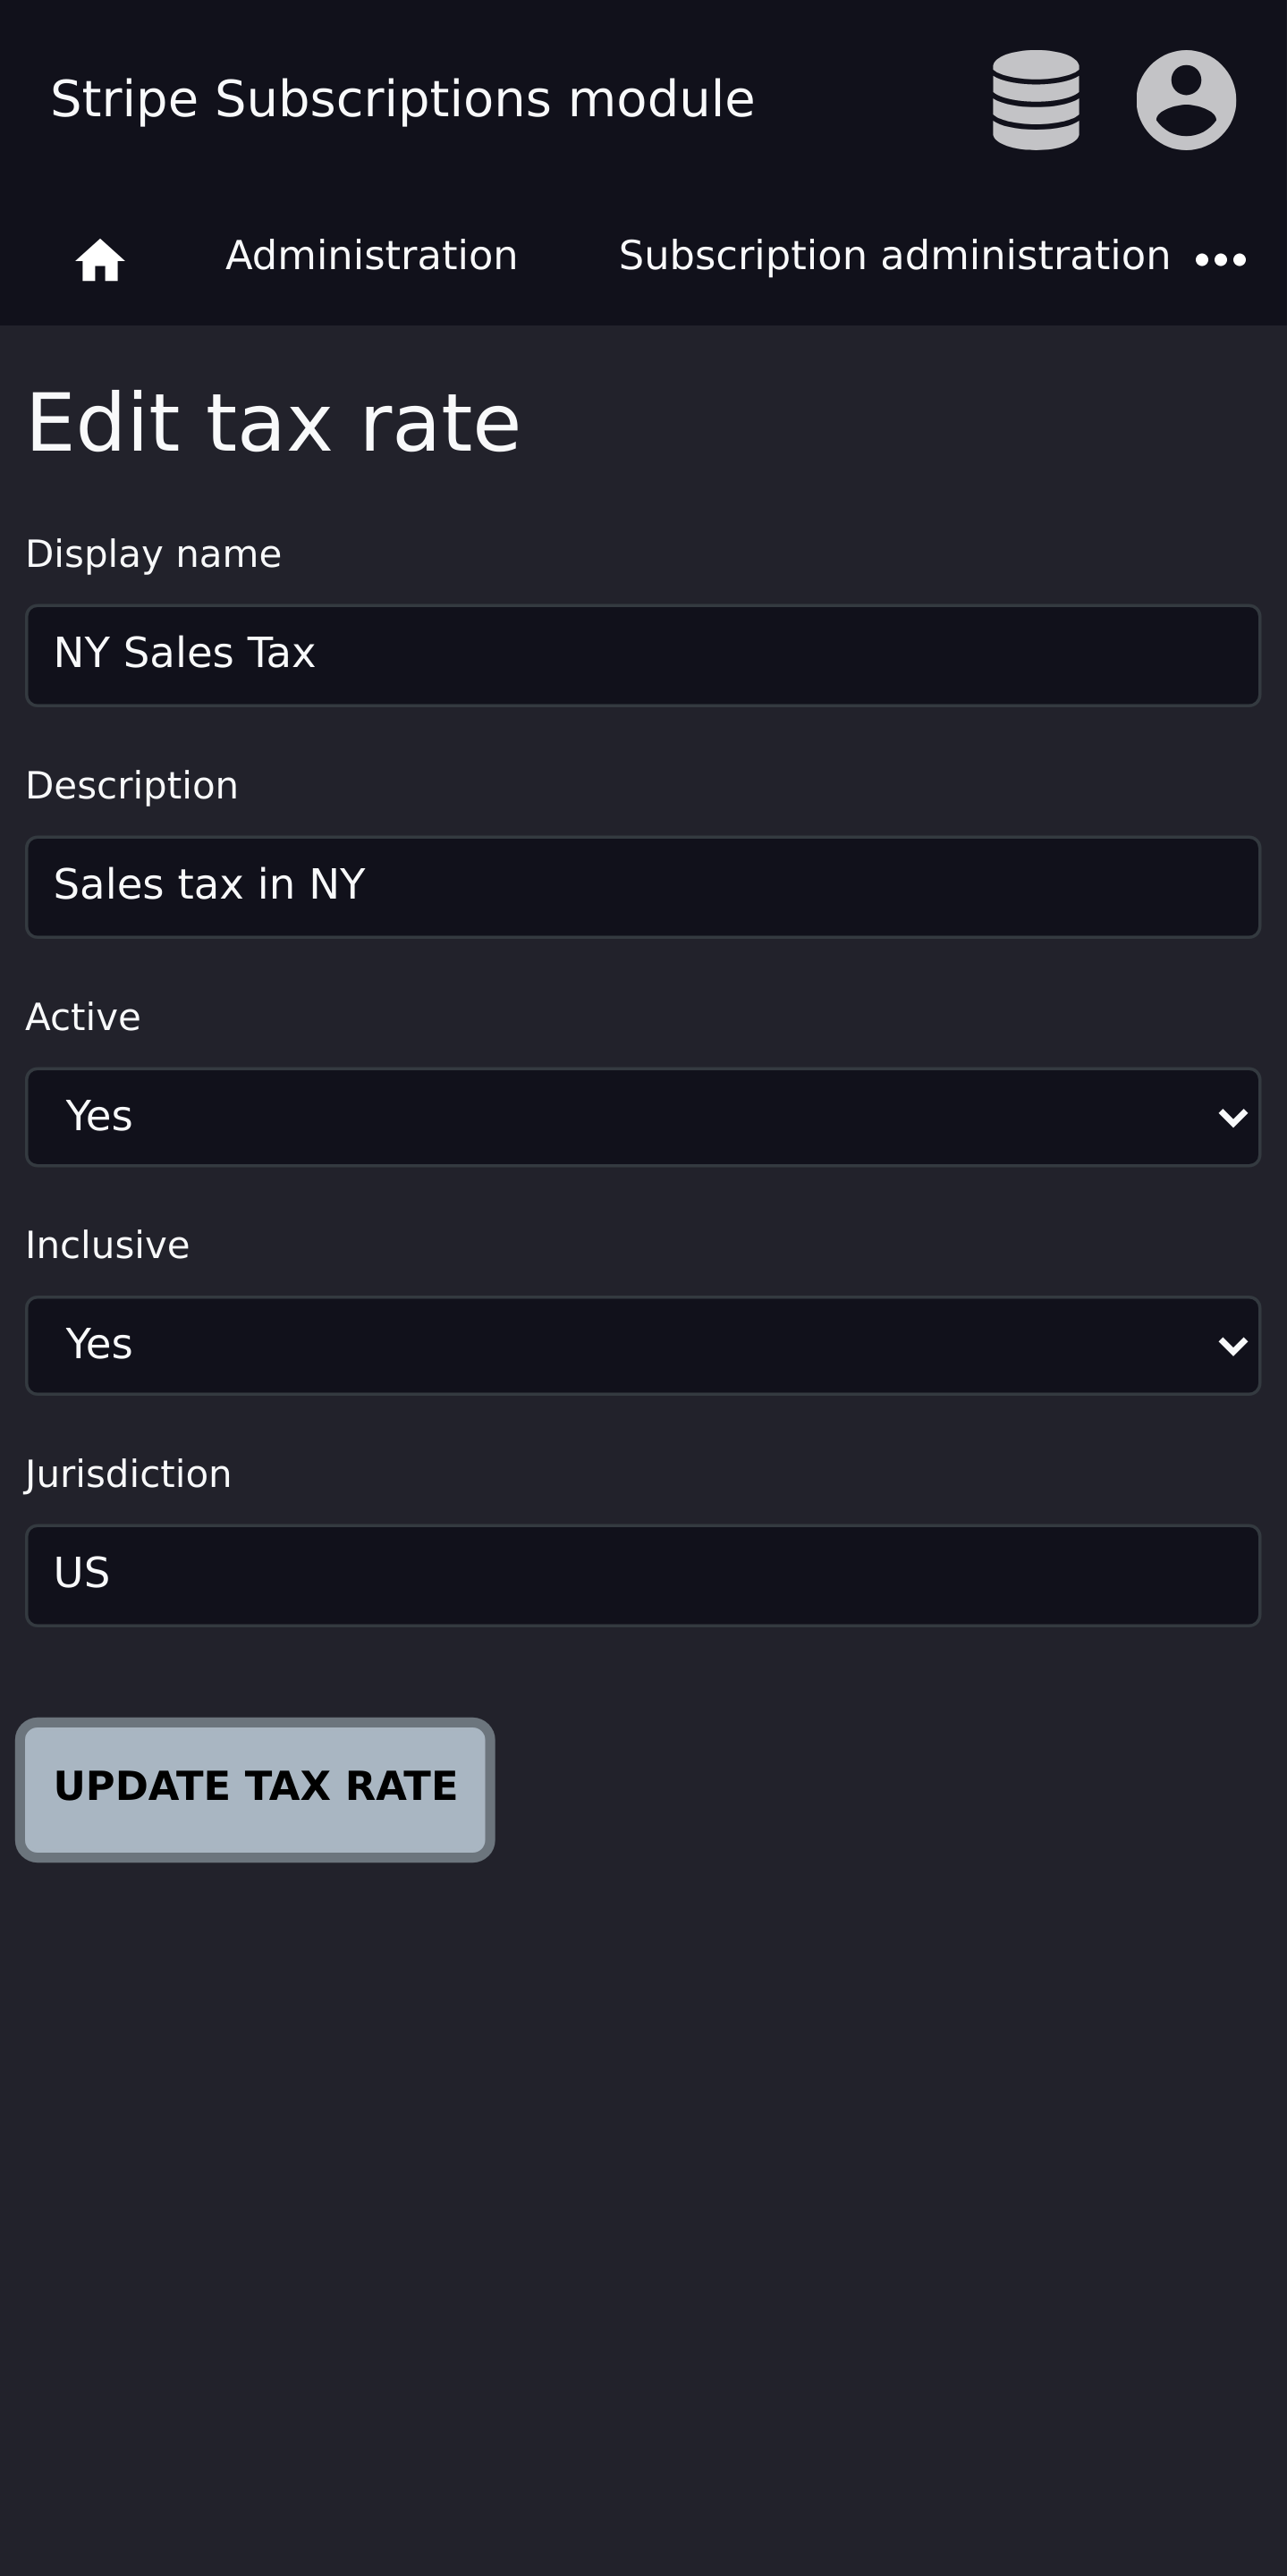 Stripe Subscriptions module
Administration
Subscription administration
Edit tax rate
Display name
NY Sales Tax
Description
Sales tax in NY
Active
Yes
Inclusive
Yes
Jurisdiction
US
UPDATE TAX RATE